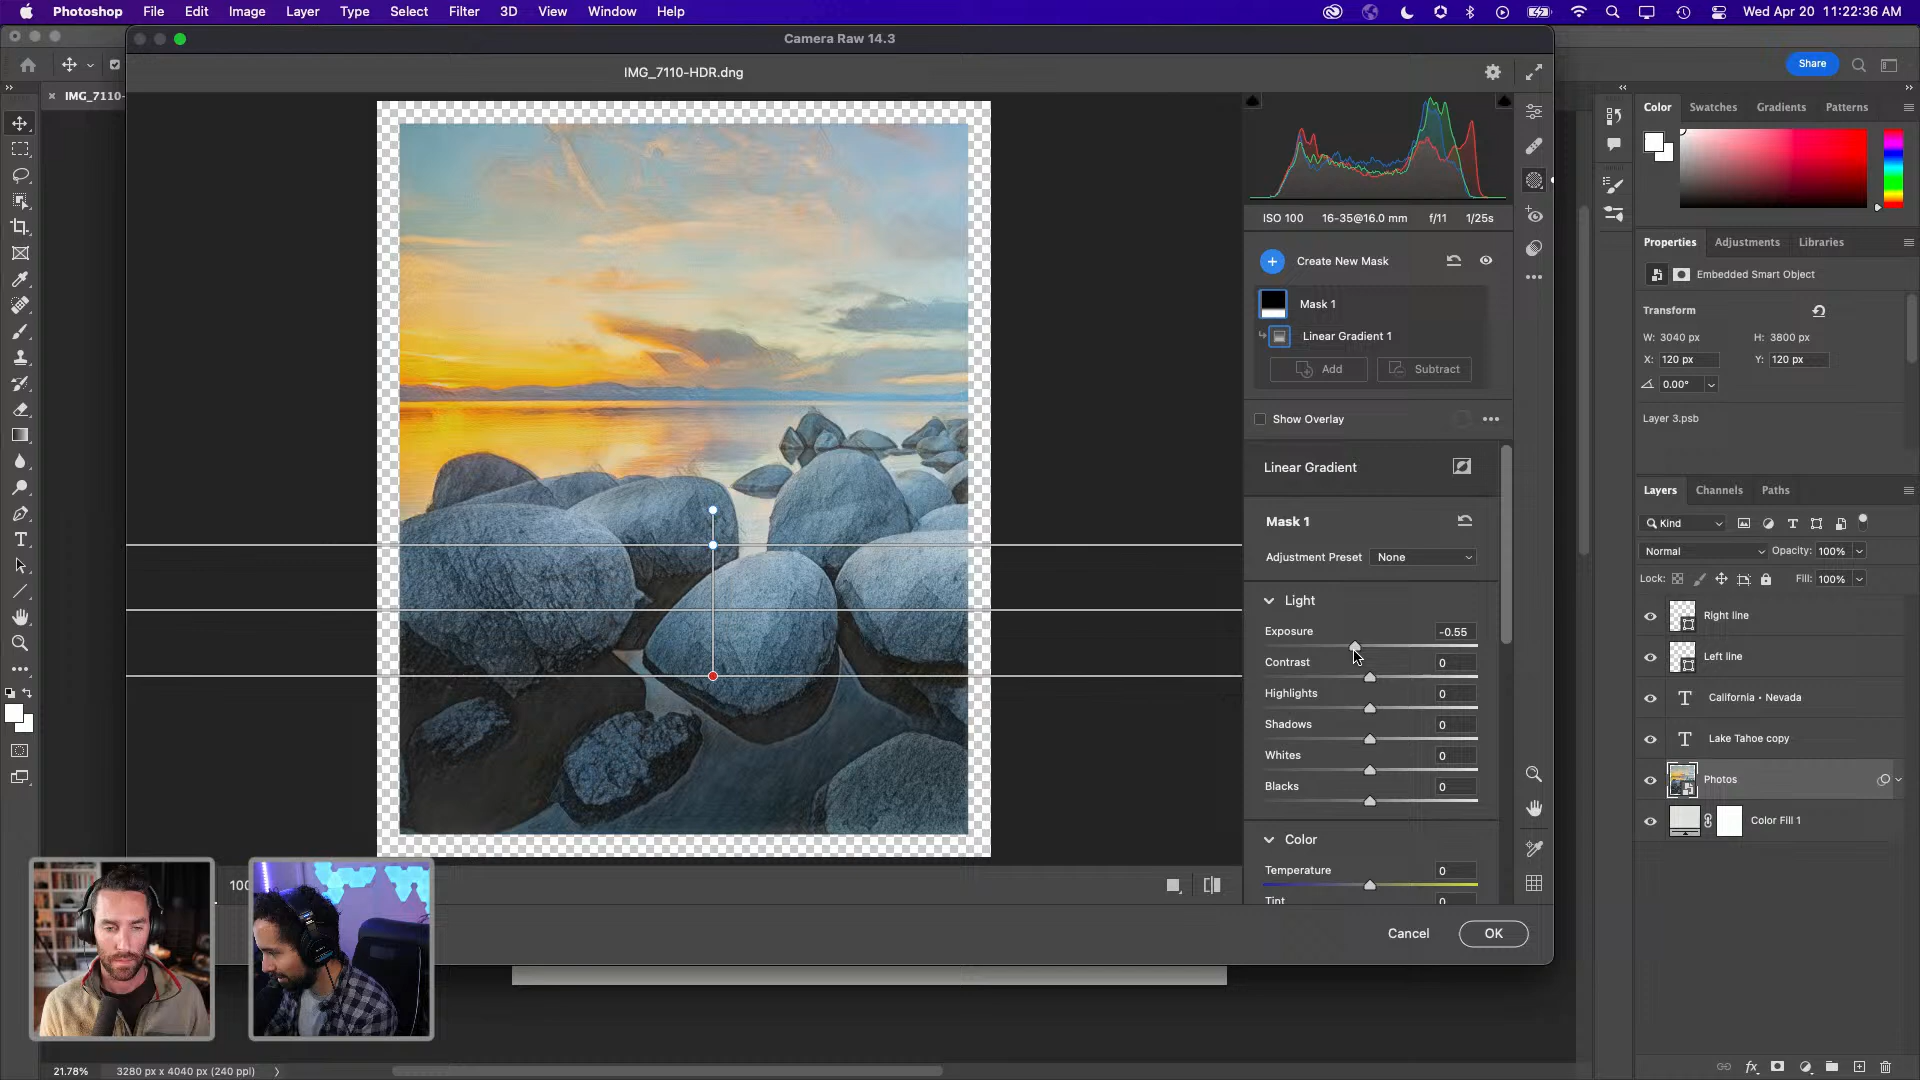 Photoshop File Edit Image Layer Type Select Filter 3D View Window Help Wed Apr 20 11:22:36 AM
Camera Raw 14.3
IMG_7110-HDR.dng
Share
IMG_7110-
ISO 100 16-35@16.0 mm f/11 1/25s
Create New Mask
Mask 1
Linear Gradient 1
Add Subtract
Show Overlay
Linear Gradient
Mask 1
Adjustment Preset None
Light
Exposure -0.55
Contrast 0
Highlights 0
Shadows 0
Whites 0
Blacks 0
Color
Temperature 0
Tint 0
Cancel OK
Color Swatches Gradients Patterns
Properties Adjustments Libraries
Embedded Smart Object
Transform
W: 3040 px H: 3800 px
X: 120 px Y: 120 px
0.00°
Layer 3.psb
Layers Channels Paths
Kind
Normal Opacity: 100%
Lock: Fill: 100%
Right line
Left line
California • Nevada
Lake Tahoe copy
Photos
Color Fill 1
100
21.78% 3280 px x 4040 px (240 ppi)